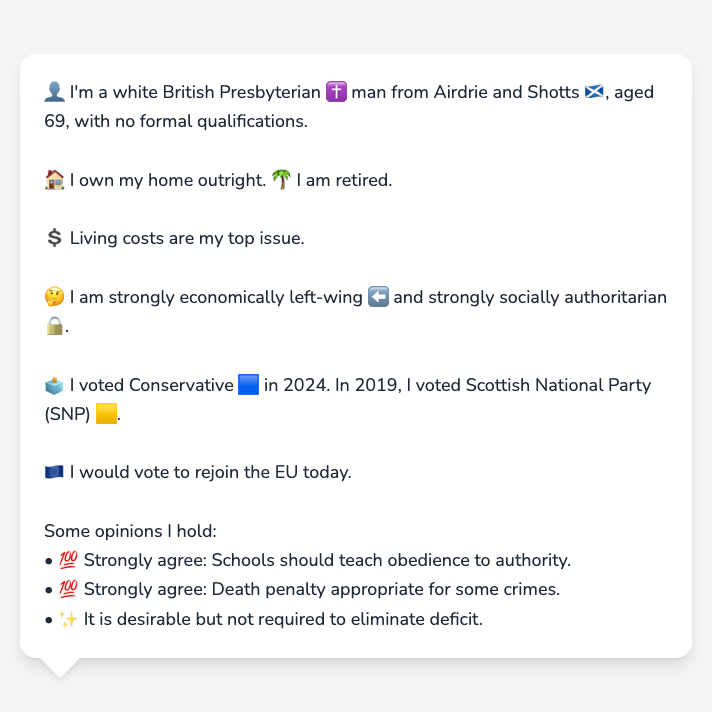 👤 I'm a white British Presbyterian ✝️ man from Airdrie and Shotts 🏴󠁧󠁢󠁳󠁣󠁴󠁿, aged
69, with no formal qualifications.
🏠 I own my home outright. 🌴 I am retired.
💲 Living costs are my top issue.
🤔 I am strongly economically left-wing ⬅️ and strongly socially authoritarian
🔒.
🗳️ I voted Conservative 🟦 in 2024. In 2019, I voted Scottish National Party
(SNP) 🟨.
🇪🇺 I would vote to rejoin the EU today.
Some opinions I hold:
• 💯 Strongly agree: Schools should teach obedience to authority.
• 💯 Strongly agree: Death penalty appropriate for some crimes.
• ✨ It is desirable but not required to eliminate deficit.